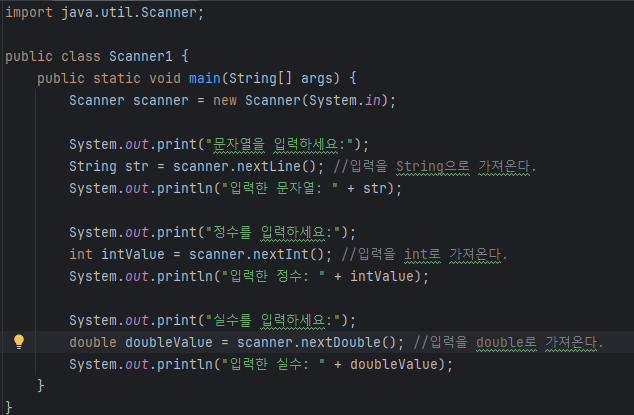 import java.util.Scanner;
public class Scanner1 {
public static void main(String[] args) {
Scanner scanner = new Scanner(System.in);
System.out.print("문자열을 입력하세요:");
String str = scanner.nextLine(); //입력을 String으로 가져온다.
System.out.println("입력한 문자열: " + str);
System.out.print("정수를 입력하세요:");
int intValue = scanner.nextInt(); //입력을 int로 가져온다.
System.out.println("입력한 정수: " + intValue);
System.out.print("실수를 입력하세요:");
double doubleValue = scanner.nextDouble(); //입력을 double로 가져온다.
System.out.println("입력한 실수: " + doubleValue);
}
}